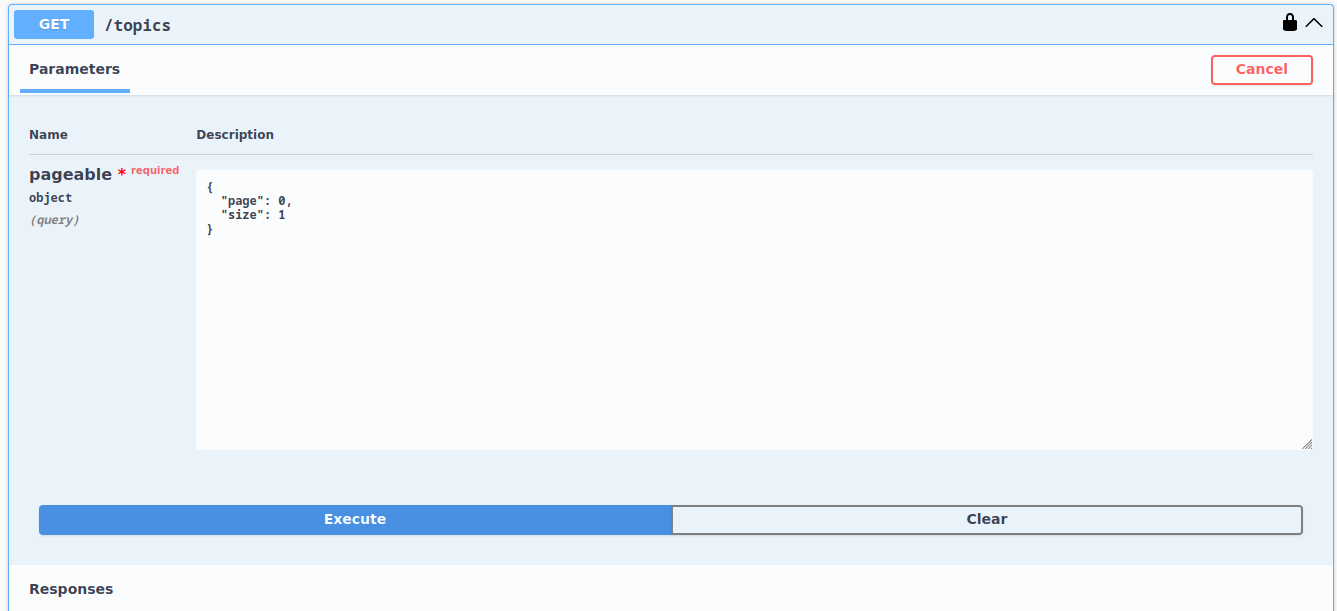 GET /topics
Parameters
Cancel
Name Description
pageable * required
object
(query)
{
  "page": 0,
  "size": 1
}
Execute Clear
Responses